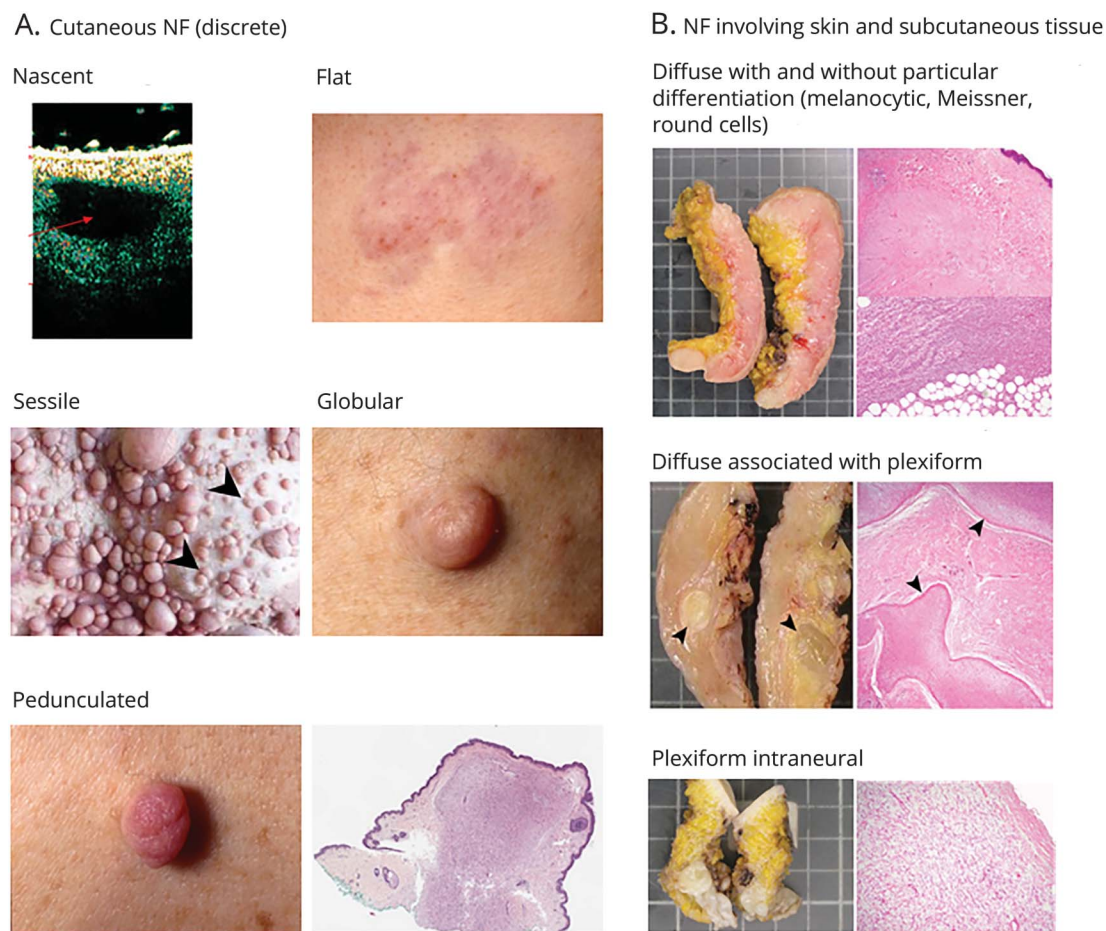 A. Cutaneous NF (discrete)
Nascent
Flat
Sessile
Globular
Pedunculated
B. NF involving skin and subcutaneous tissue
Diffuse with and without particular
differentiation (melanocytic, Meissner,
round cells)
Diffuse associated with plexiform
Plexiform intraneural